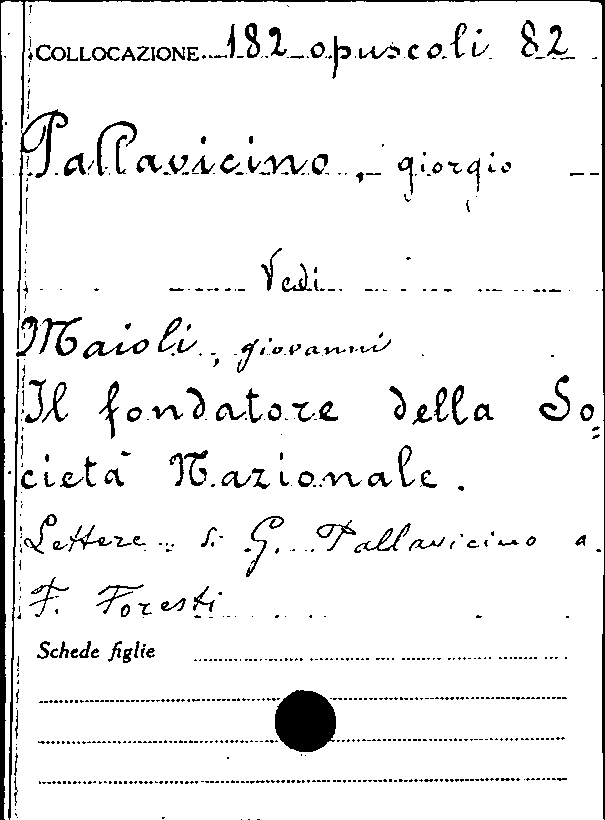 COLLOCAZIONE 182 opuscoli 82
Pallavicino, giorgio
Vedi
Maioli, giovanni
Il fondatore della So=
cietà Nazionale.
Lettere di G. Pallavicino a
F. Foresti
Schede figlie